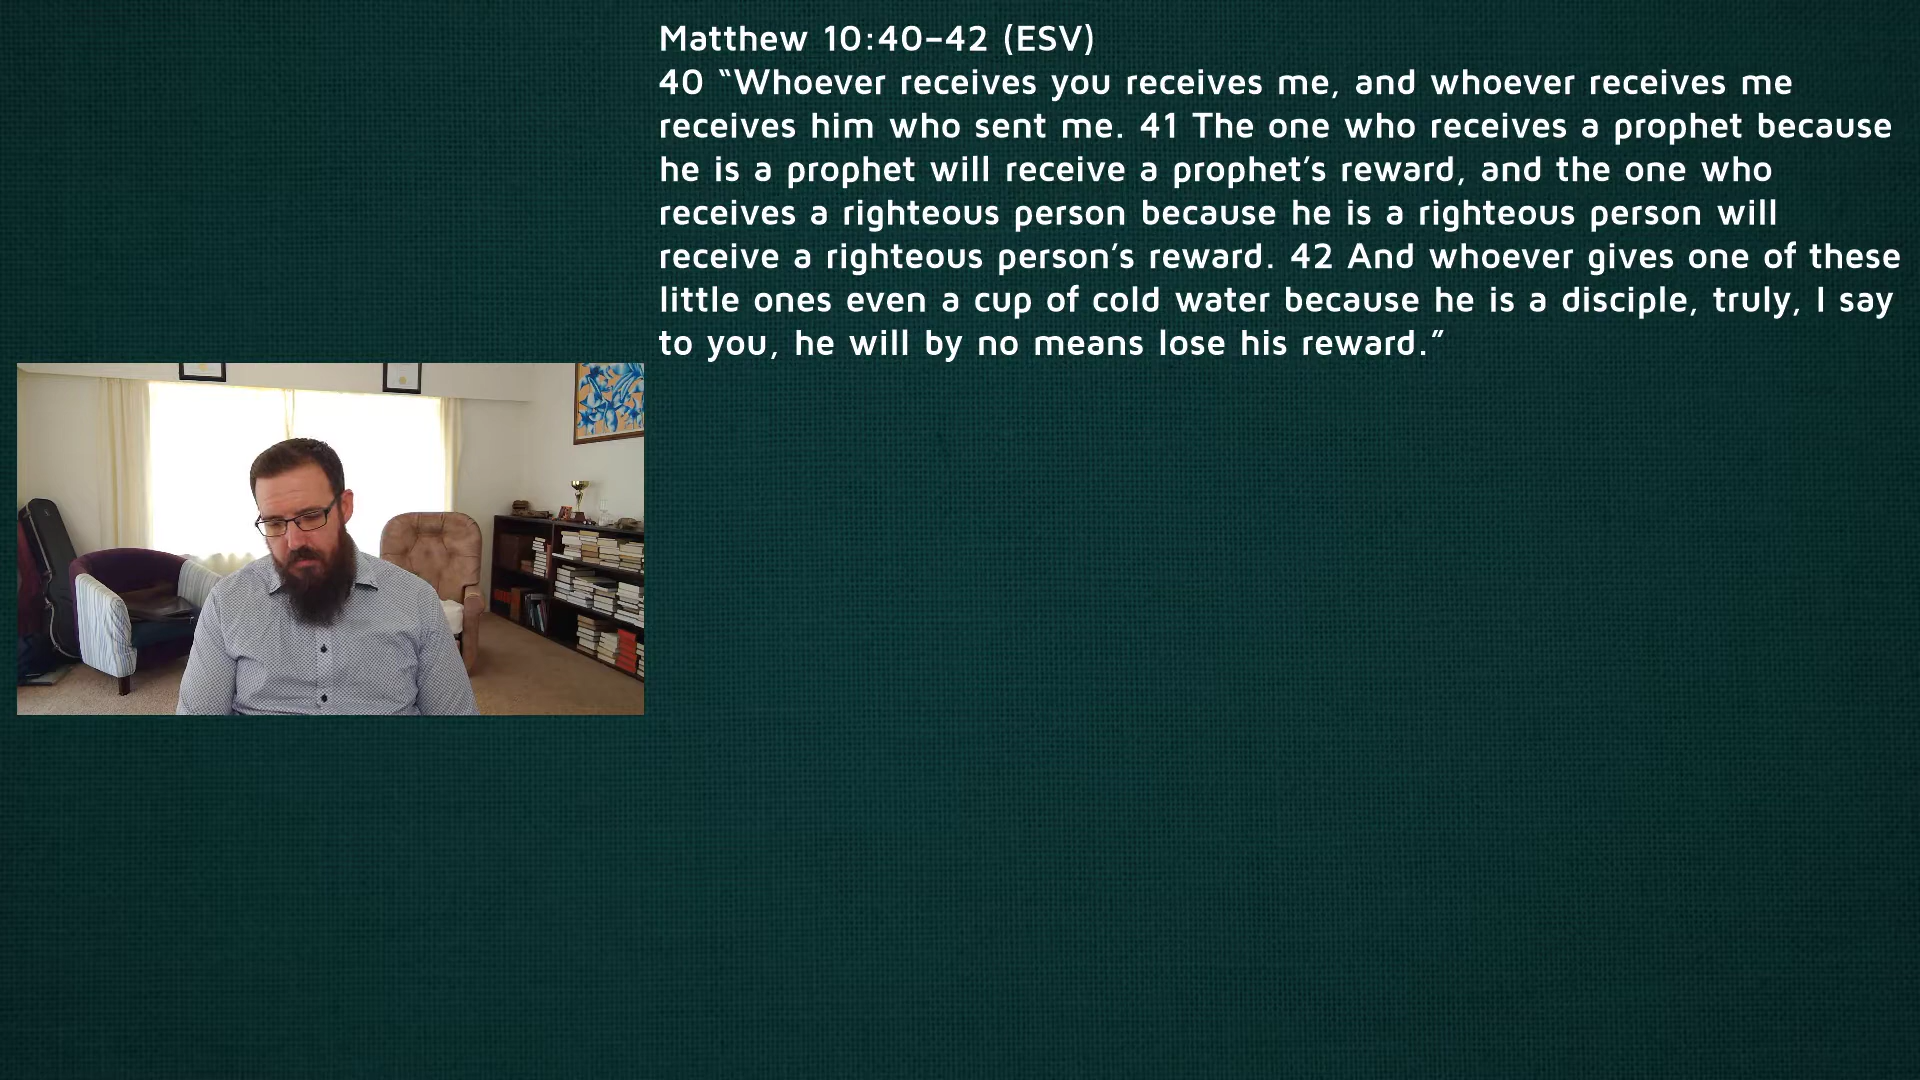 Matthew 10:40–42 (ESV)
40 “Whoever receives you receives me, and whoever receives me
receives him who sent me. 41 The one who receives a prophet because
he is a prophet will receive a prophet’s reward, and the one who
receives a righteous person because he is a righteous person will
receive a righteous person’s reward. 42 And whoever gives one of these
little ones even a cup of cold water because he is a disciple, truly, I say
to you, he will by no means lose his reward.”